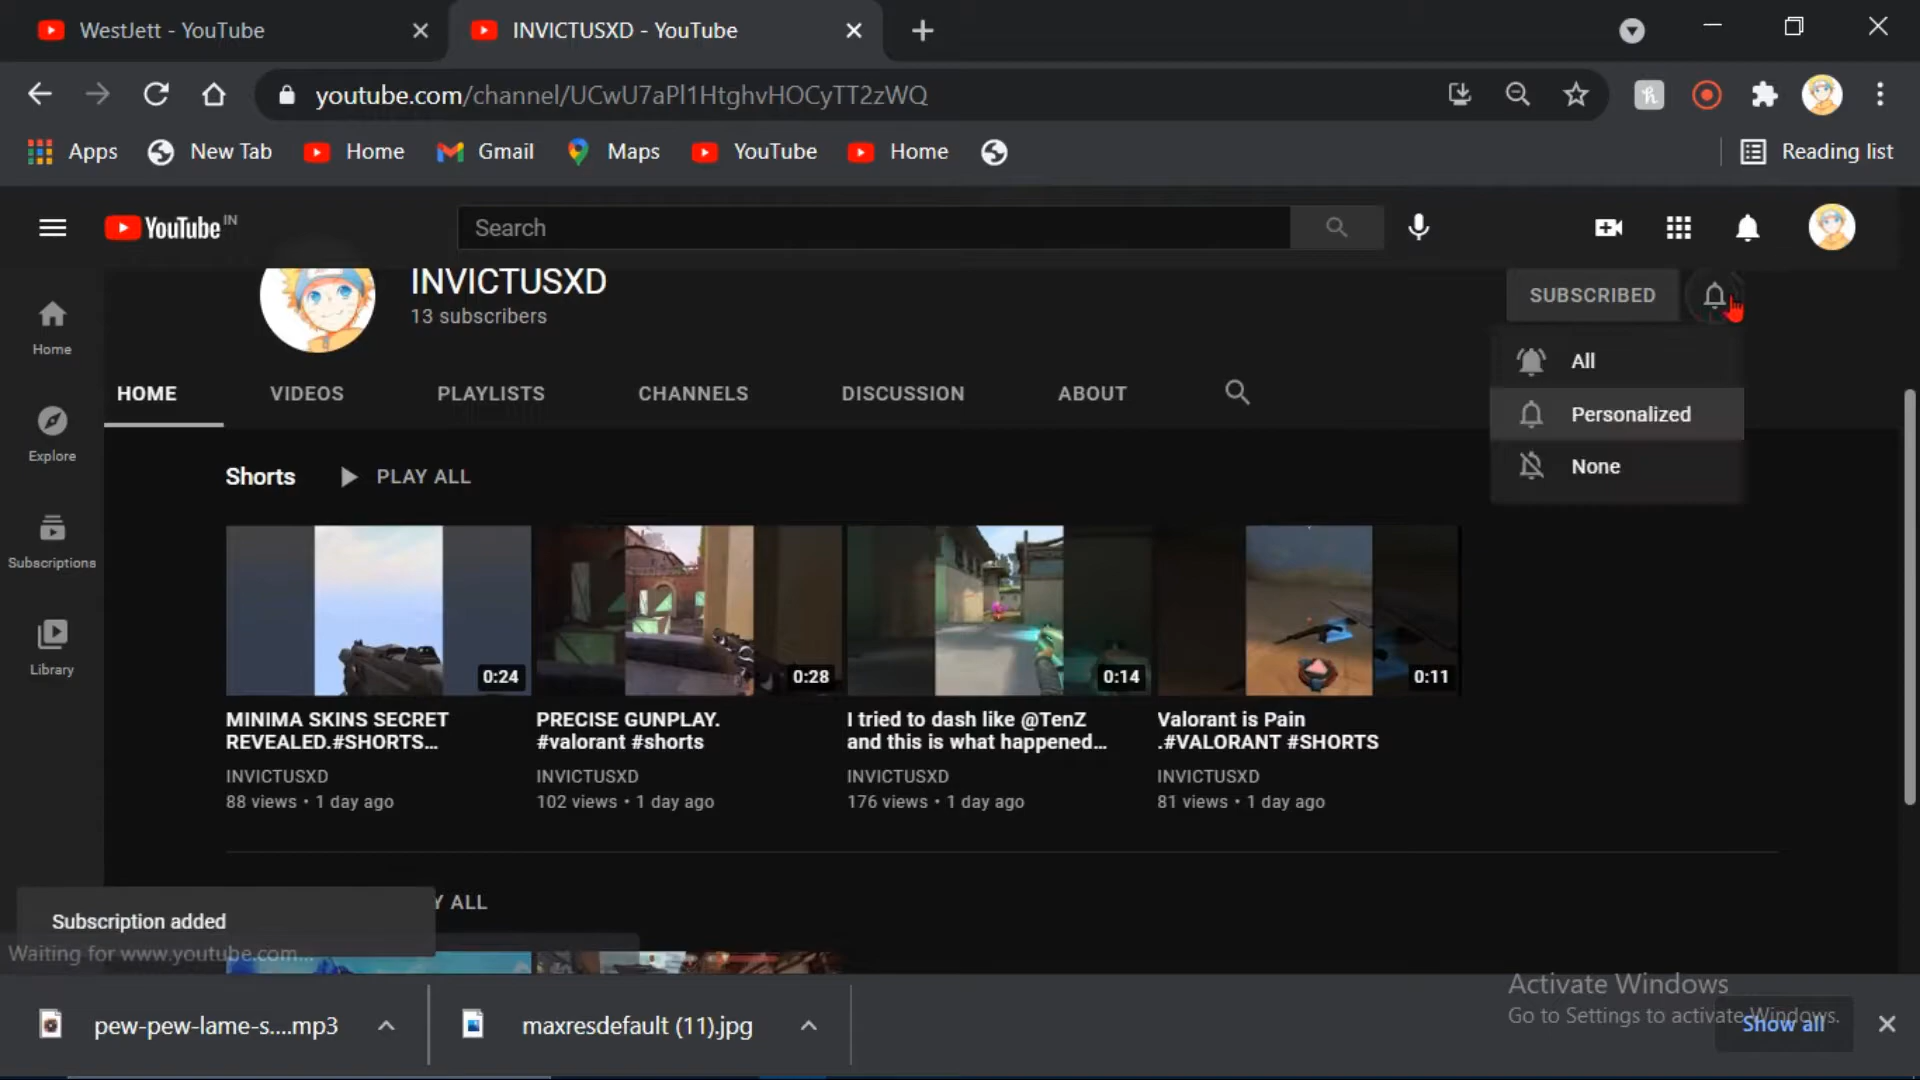 WestJett - YouTube
INVICTUSXD - YouTube
youtube.com/channel/UCwU7aPl1HtghvHOCyTT2zWQ
Apps
New Tab
Home
Gmail
Maps
YouTube
Home
Reading list
YouTube IN
Search
INVICTUSXD
13 subscribers
SUBSCRIBED
Home
Explore
Subscriptions
Library
HOME
VIDEOS
PLAYLISTS
CHANNELS
DISCUSSION
ABOUT
All
Personalized
None
Shorts
PLAY ALL
0:24
0:28
0:14
0:11
MINIMA SKINS SECRET
REVEALED.#SHORTS...
INVICTUSXD
88 views • 1 day ago
PRECISE GUNPLAY.
#valorant #shorts
INVICTUSXD
102 views • 1 day ago
I tried to dash like @TenZ
and this is what happened...
INVICTUSXD
176 views • 1 day ago
Valorant is Pain
.#VALORANT #SHORTS
INVICTUSXD
81 views • 1 day ago
Y ALL
Subscription added
Waiting for www.youtube.com...
pew-pew-lame-s....mp3
maxresdefault (11).jpg
Activate Windows
Go to Settings to activate Windows.
Show all